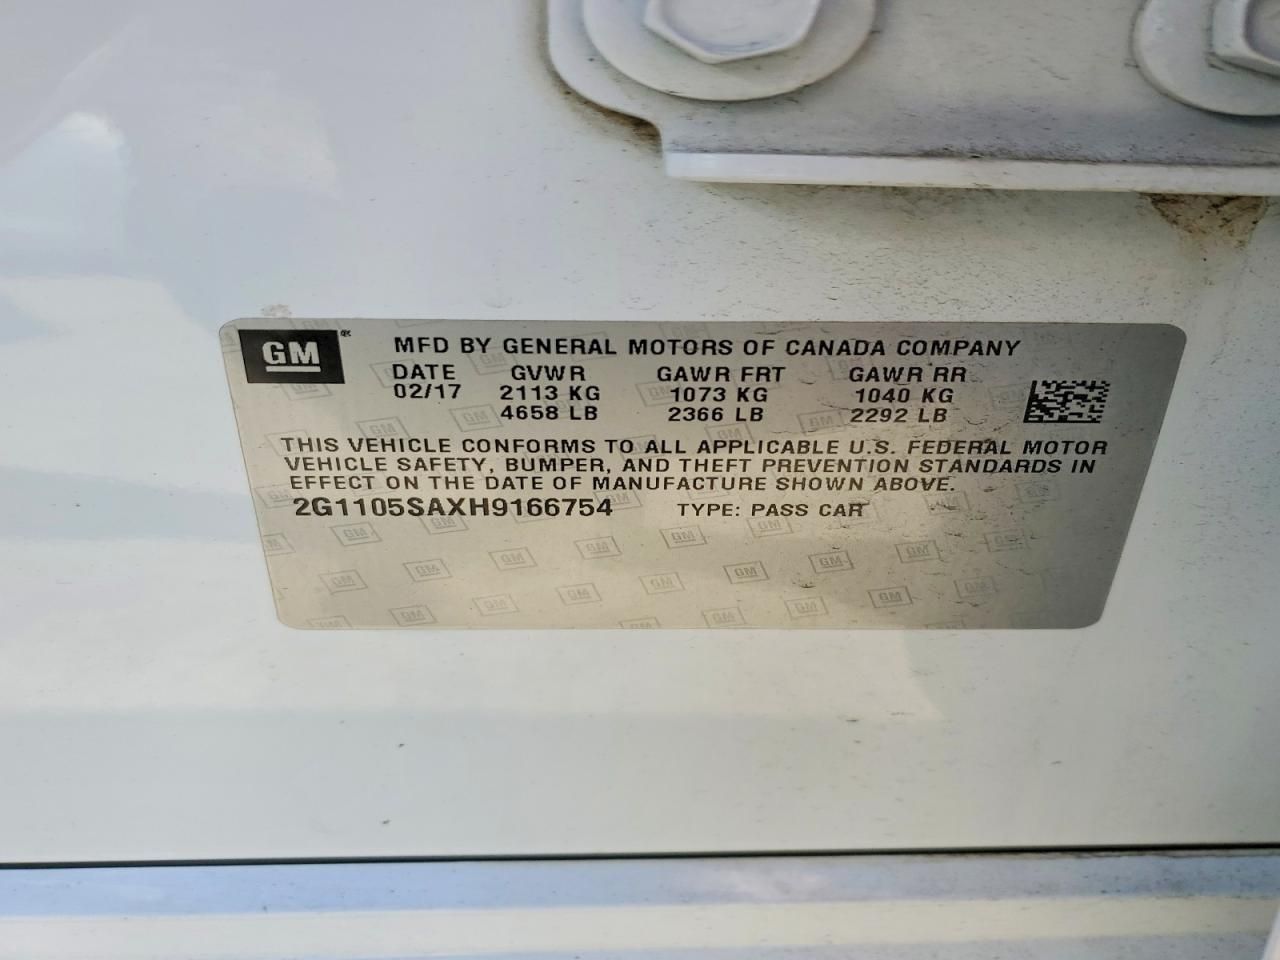 GM
MFD BY GENERAL MOTORS OF CANADA COMPANY
DATE GVWR GAWR FRT GAWR RR
02/17 2113 KG 1073 KG 1040 KG
4658 LB 2366 LB 2292 LB
THIS VEHICLE CONFORMS TO ALL APPLICABLE U.S. FEDERAL MOTOR
VEHICLE SAFETY, BUMPER, AND THEFT PREVENTION STANDARDS IN
EFFECT ON THE DATE OF MANUFACTURE SHOWN ABOVE.
2G1105SAXH9166754 TYPE: PASS CAR